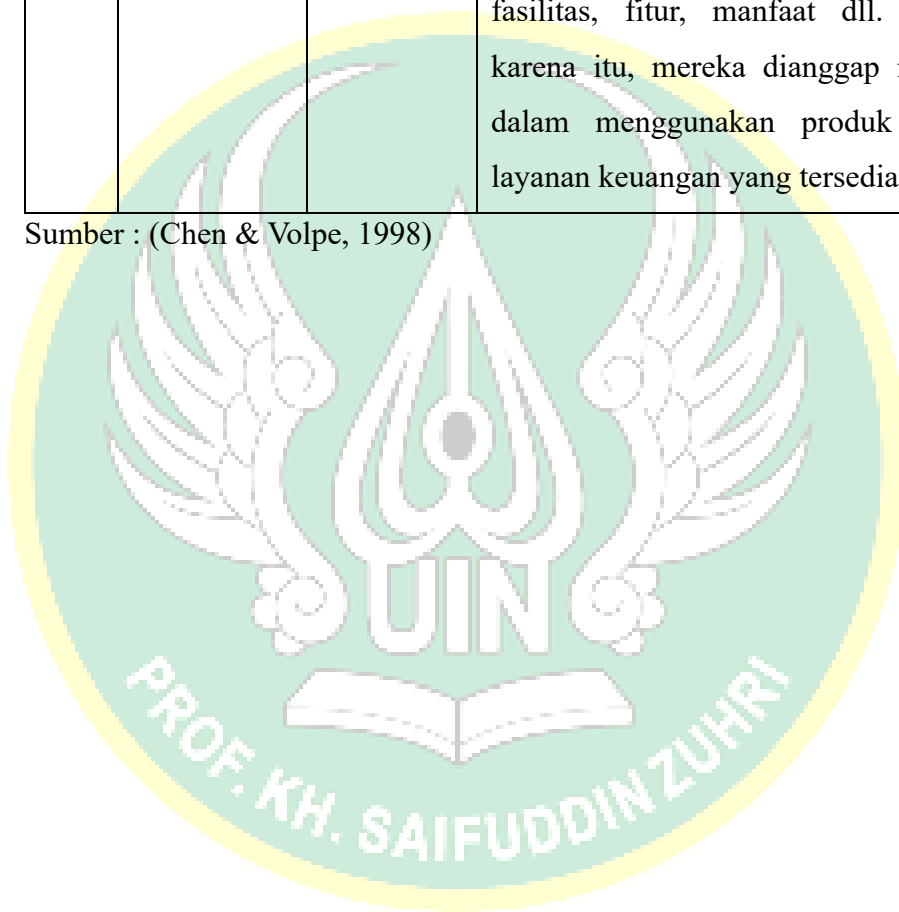 fasilitas, fitur, manfaat dll.
karena itu, mereka dianggap
dalam menggunakan produk
layanan keuangan yang tersedia
Sumber : (Chen & Volpe, 1998)
UIN
PROF. KH. SAIFUDDIN ZUHRI